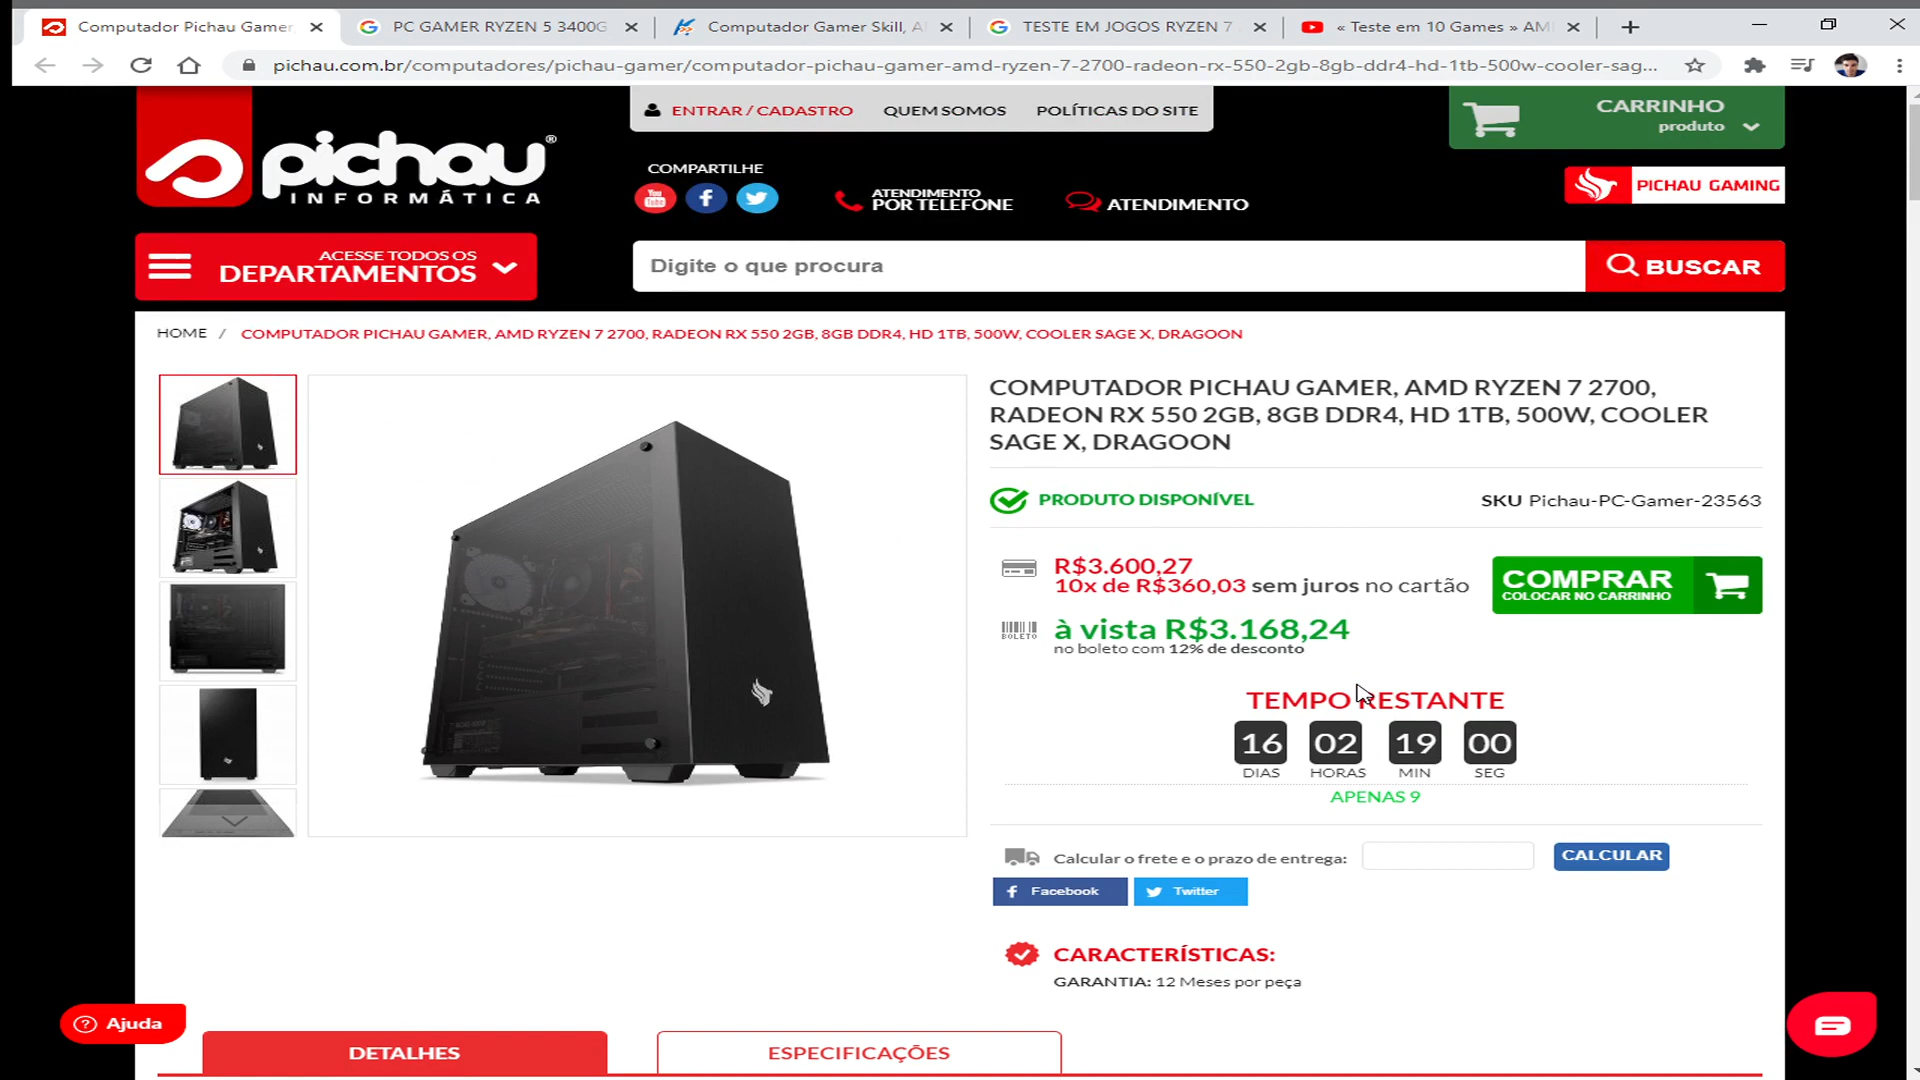 Computador Pichau Gamer,
PC GAMER RYZEN 5 3400G
Computador Gamer Skill, A
TESTE EM JOGOS RYZEN 7
« Teste em 10 Games » AM
pichau.com.br/computadores/pichau-gamer/computador-pichau-gamer-amd-ryzen-7-2700-radeon-rx-550-2gb-8gb-ddr4-hd-1tb-500w-cooler-sag...
ENTRAR / CADASTRO
QUEM SOMOS
POLÍTICAS DO SITE
CARRINHO
produto
pichau®
INFORMÁTICA
COMPARTILHE
You Tube
ATENDIMENTO
POR TELEFONE
ATENDIMENTO
PICHAU GAMING
ACESSE TODOS OS
DEPARTAMENTOS
Digite o que procura
BUSCAR
HOME / COMPUTADOR PICHAU GAMER, AMD RYZEN 7 2700, RADEON RX 550 2GB, 8GB DDR4, HD 1TB, 500W, COOLER SAGE X, DRAGOON
COMPUTADOR PICHAU GAMER, AMD RYZEN 7 2700,
RADEON RX 550 2GB, 8GB DDR4, HD 1TB, 500W, COOLER
SAGE X, DRAGOON
PRODUTO DISPONÍVEL
SKU Pichau-PC-Gamer-23563
R$3.600,27
10x de R$360,03 sem juros no cartão
COMPRAR
COLOCAR NO CARRINHO
BOLETO
à vista R$3.168,24
no boleto com 12% de desconto
TEMPO RESTANTE
16 02 19 00
DIAS HORAS MIN SEG
APENAS 9
Calcular o frete e o prazo de entrega:
CALCULAR
Facebook
Twitter
CARACTERÍSTICAS:
GARANTIA: 12 Meses por peça
Ajuda
DETALHES
ESPECIFICAÇÕES